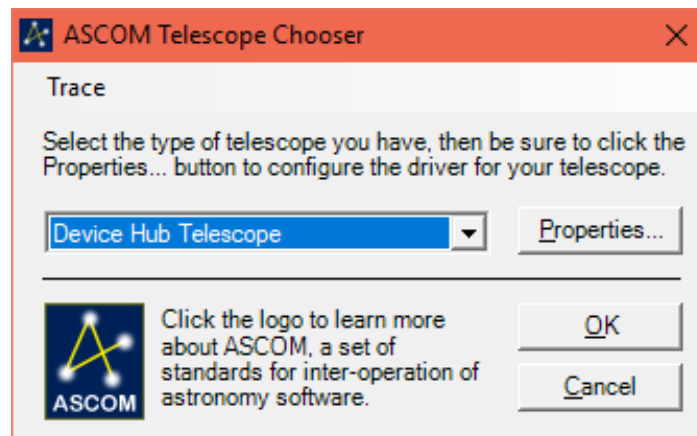 ASCOM Telescope Chooser
Trace
Select the type of telescope you have, then be sure to click the
Properties... button to configure the driver for your telescope.
Device Hub Telescope
Properties...
Click the logo to learn more
about ASCOM, a set of
standards for inter-operation of
astronomy software.
ASCOM
OK
Cancel